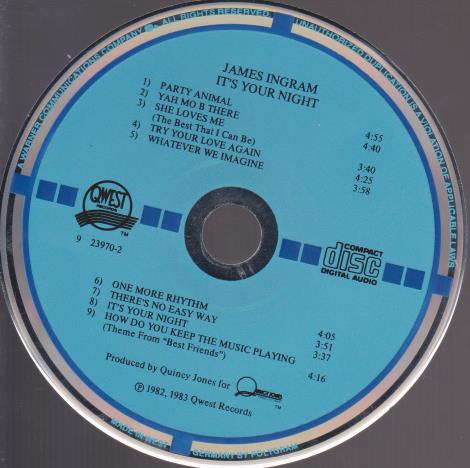 A WARNER COMMUNICATIONS COMPANY
ALL RIGHTS RESERVED.
UNAUTHORIZED DUPLICATION IS A VIOLATION OF APPLICABLE LAWS
JAMES INGRAM
IT'S YOUR NIGHT
1) PARTY ANIMAL 4:55
2) YAH MO B THERE 4:40
3) SHE LOVES ME
(The Best That I Can Be) 3:40
4) TRY YOUR LOVE AGAIN 4:25
5) WHATEVER WE IMAGINE 3:58
QWEST
TM
9 23970-2
COMPACT
disc
DIGITAL AUDIO
6) ONE MORE RHYTHM 4:05
7) THERE'S NO EASY WAY 3:51
8) IT'S YOUR NIGHT 3:37
9) HOW DO YOU KEEP THE MUSIC PLAYING
(Theme From "Best Friends") 4:16
Produced by Quincy Jones for
TM
℗ 1982, 1983 Qwest Records
MADE IN WEST GERMANY BY POLYGRAM